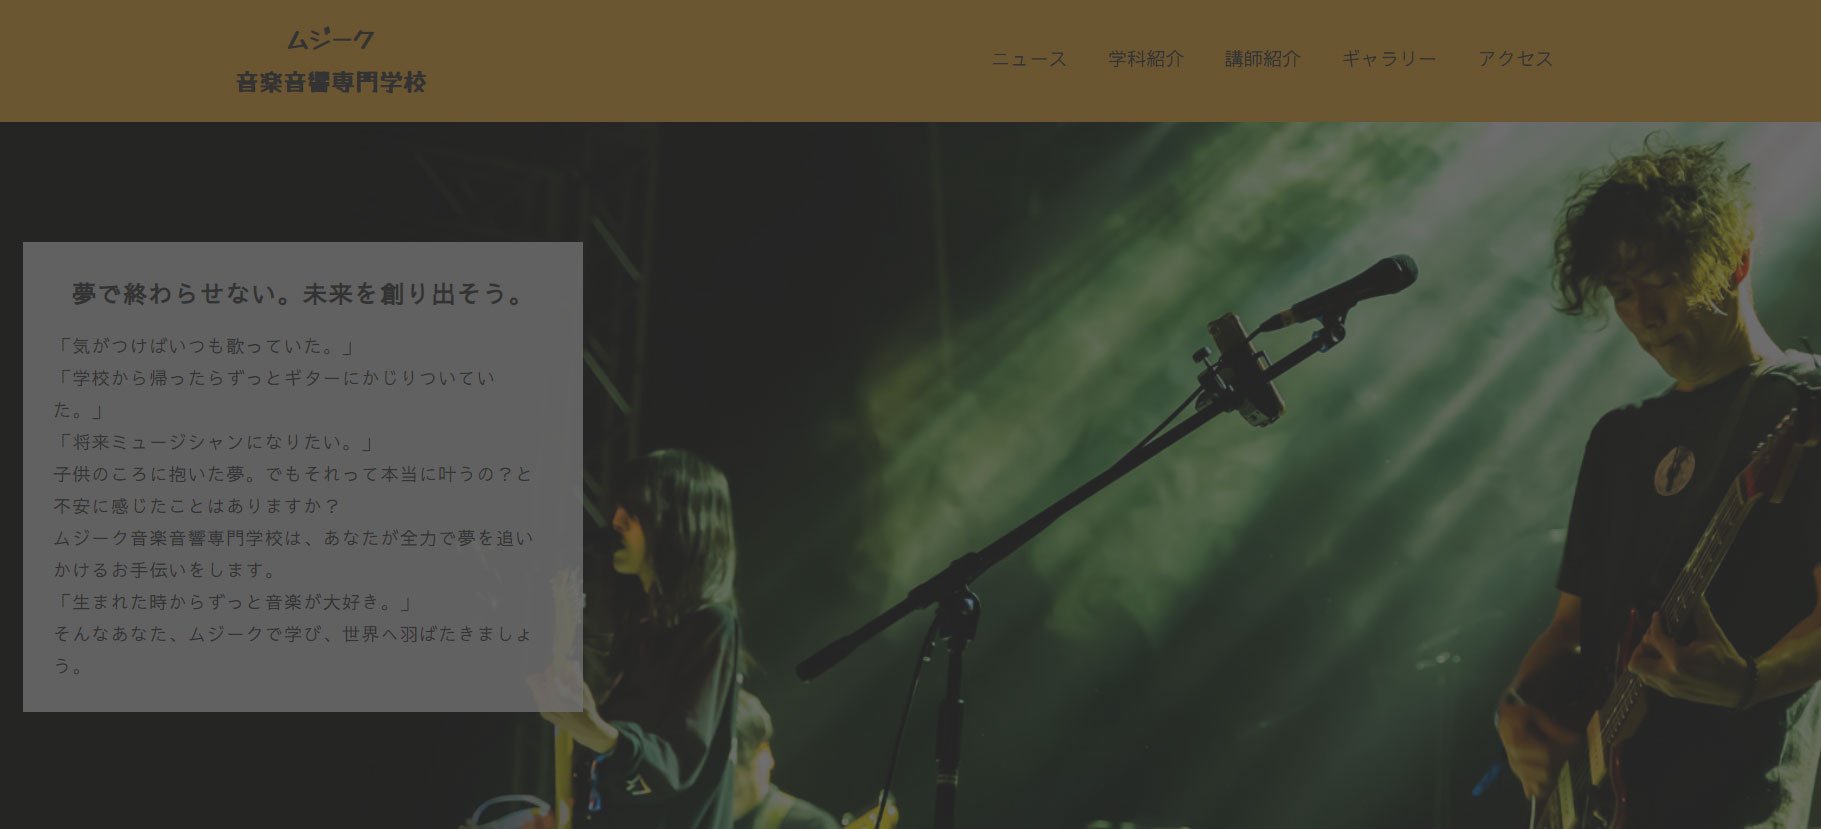 ムジーク
音楽音響専門学校
ニュース 学科紹介 講師紹介 ギャラリー アクセス
夢で終わらせない。未来を創り出そう。
「気がつけばいつも歌っていた。」
「学校から帰ったらずっとギターにかじりついてい
た。」
「将来ミュージシャンになりたい。」
子供のころに抱いた夢。でもそれって本当に叶うの？と
不安に感じたことはありますか？
ムジーク音楽音響専門学校は、あなたが全力で夢を追い
かけるお手伝いをします。
「生まれた時からずっと音楽が大好き。」
そんなあなた、ムジークで学び、世界へ羽ばたきましょ
う。